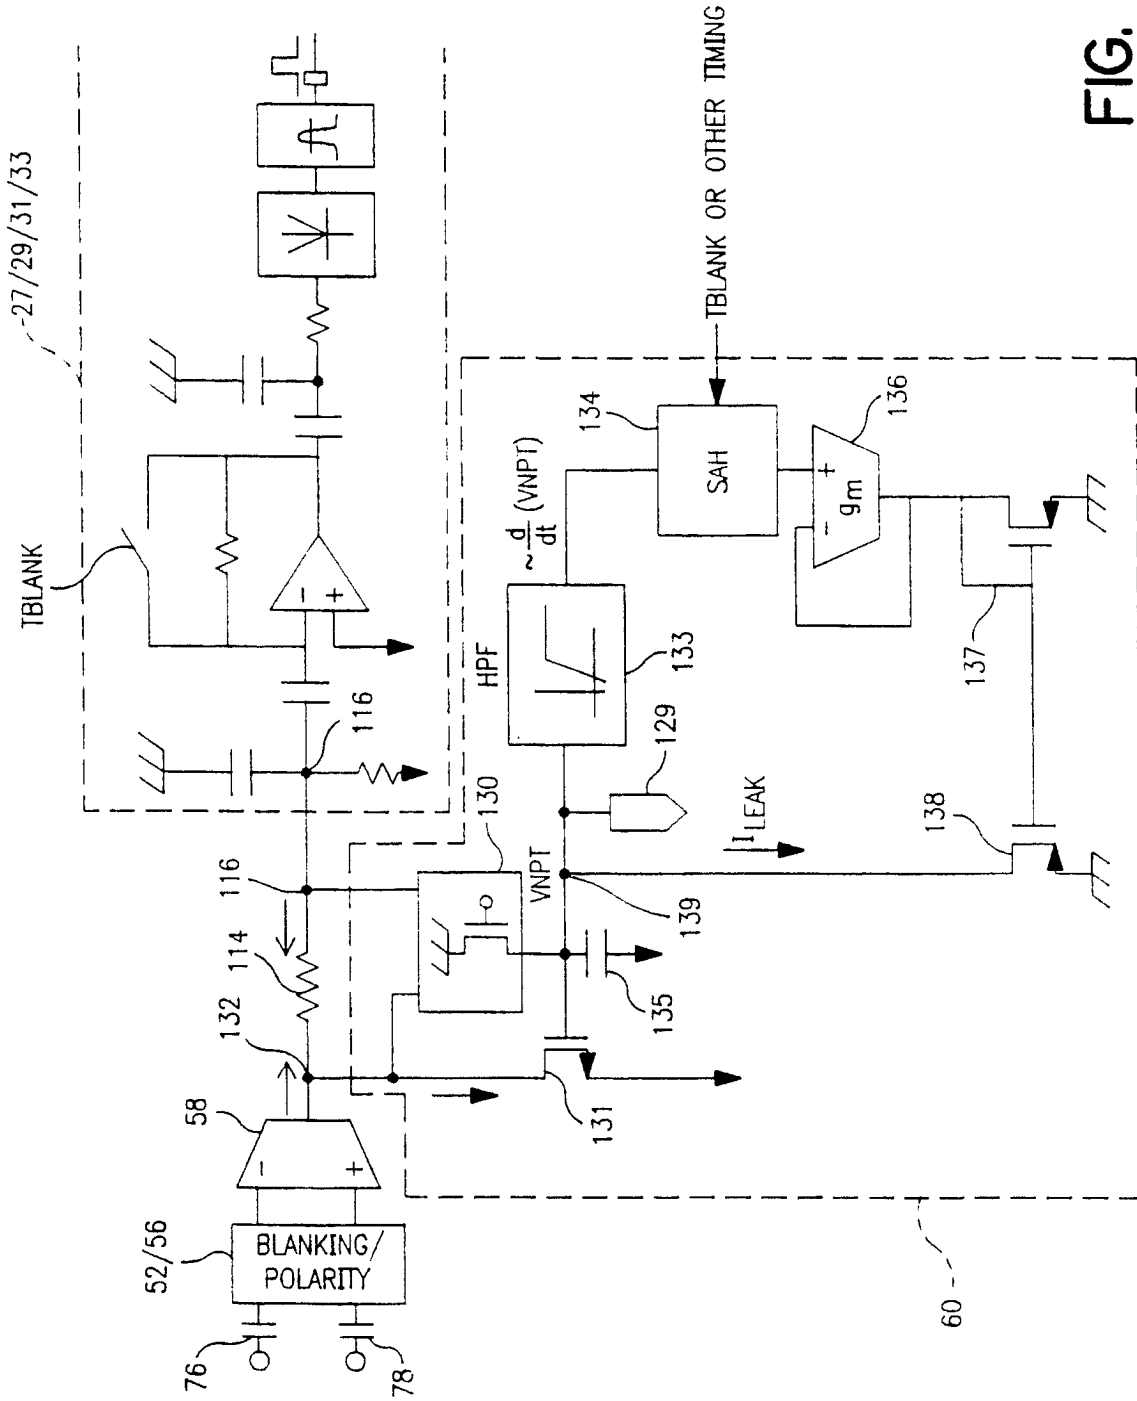 27/29/31/33
TBLANK
116
116
114
132
58
52/56
BLANKING/
POLARITY
76
78
-
+
-
+
130
VNPT
HPF
~ d/dt (VNPT)
133
129
134
SAH
TBLANK OR OTHER TIMING
-
+
gm
136
137
138
139
ILEAK
135
131
60
FIG.